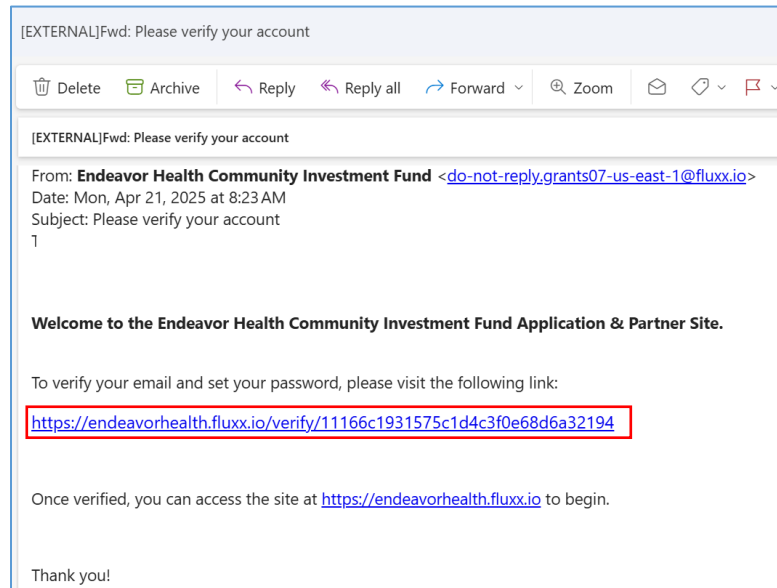 [EXTERNAL]Fwd: Please verify your account
Delete Archive Reply Reply all Forward Zoom
[EXTERNAL]Fwd: Please verify your account
From: Endeavor Health Community Investment Fund <do-not-reply.grants07-us-east-1@fluxx.io>
Date: Mon, Apr 21, 2025 at 8:23 AM
Subject: Please verify your account
Welcome to the Endeavor Health Community Investment Fund Application & Partner Site.
To verify your email and set your password, please visit the following link:
https://endeavorhealth.fluxx.io/verify/11166c1931575c1d4c3f0e68d6a32194
Once verified, you can access the site at https://endeavorhealth.fluxx.io to begin.
Thank you!